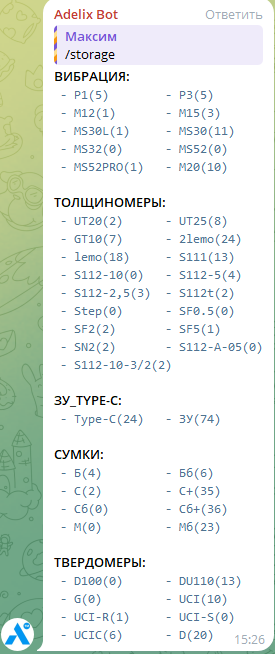 Adelix Bot Ответить
Максим
/storage
ВИБРАЦИЯ:
- P1(5) - P3(5)
- M12(1) - M15(3)
- MS30L(1) - MS30(11)
- MS32(0) - MS52(0)
- MS52PRO(1) - M20(10)
ТОЛЩИНОМЕРЫ:
- UT20(2) - UT25(8)
- GT10(7) - 2lemo(24)
- lemo(18) - S111(13)
- S112-10(0) - S112-5(4)
- S112-2,5(3) - S112t(2)
- Step(0) - SF0.5(0)
- SF2(2) - SF5(1)
- SN2(2) - S112-A-05(0)
- S112-10-3/2(2)
ЗУ_TYPE-C:
- Type-C(24) - ЗУ(74)
СУМКИ:
- Б(4) - Бб(6)
- С(2) - С+(35)
- Сб(0) - Сб+(36)
- М(0) - Мб(23)
ТВЕРДОМЕРЫ:
- D100(0) - DU110(13)
- G(0) - UCI(10)
- UCI-R(1) - UCI-S(0)
- UCIC(6) - D(20)
15:26